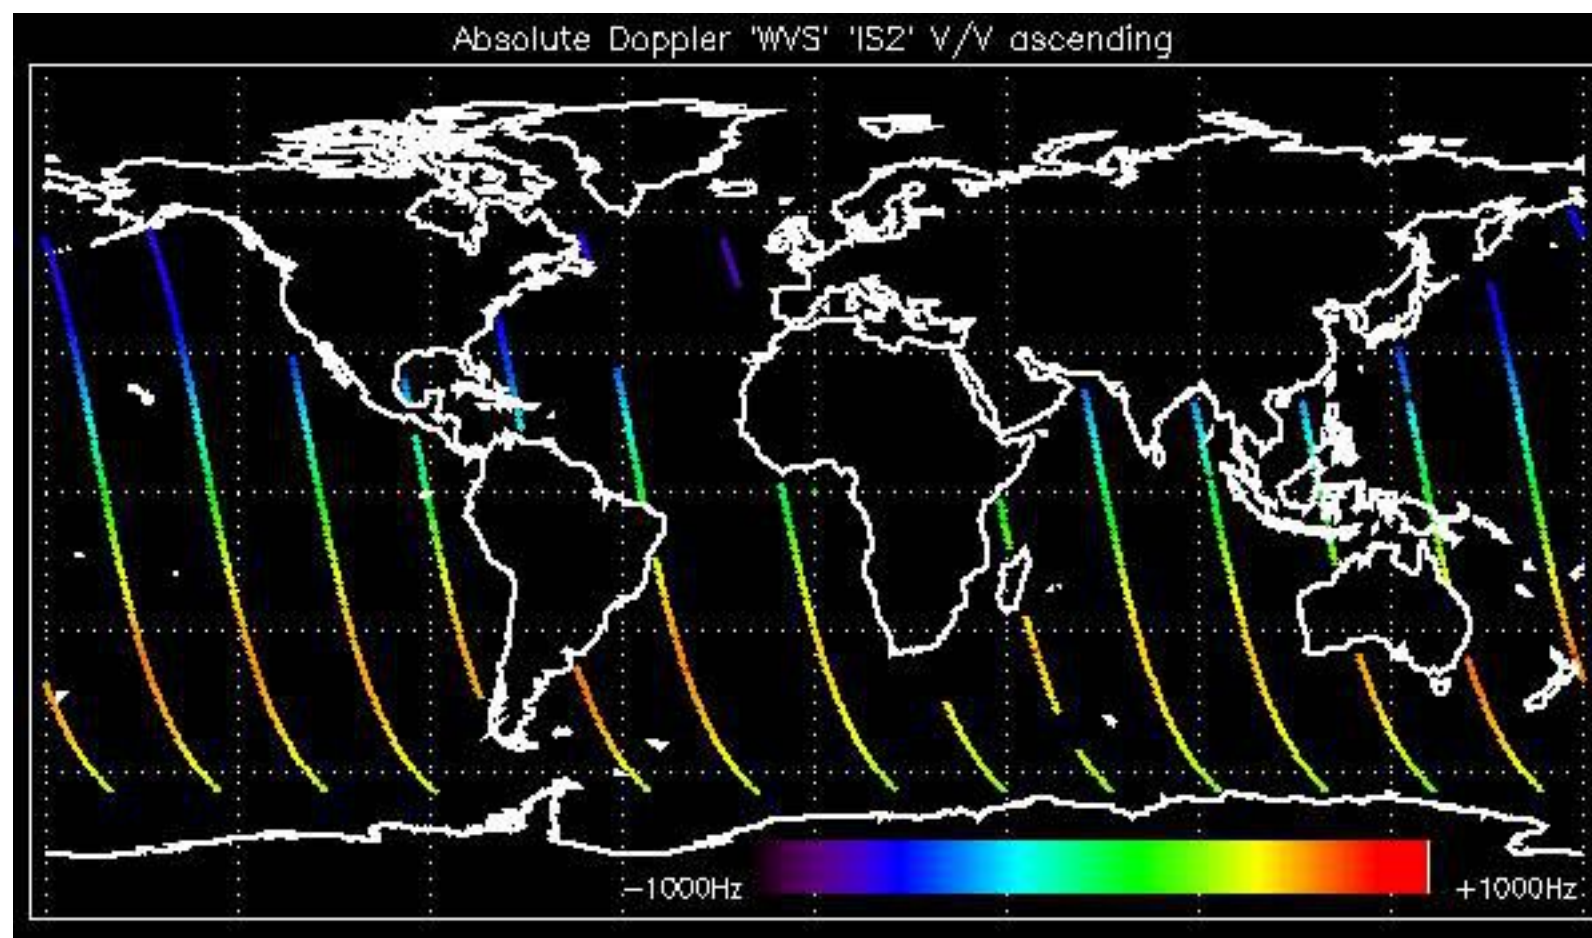 Absolute Doppler 'WVS' 'IS2' V/V ascending
−1000Hz
+1000Hz